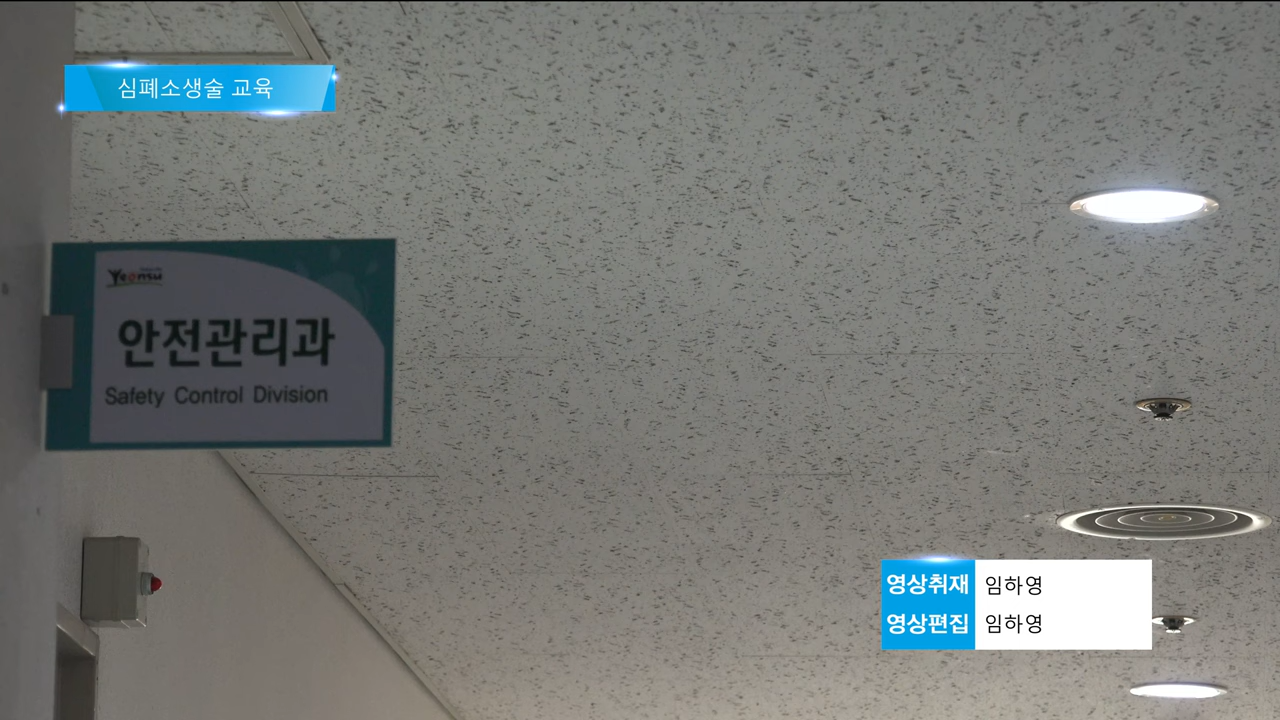 심폐소생술 교육
Yeonsu
안전관리과
Safety Control Division
영상취재 임하영
영상편집 임하영